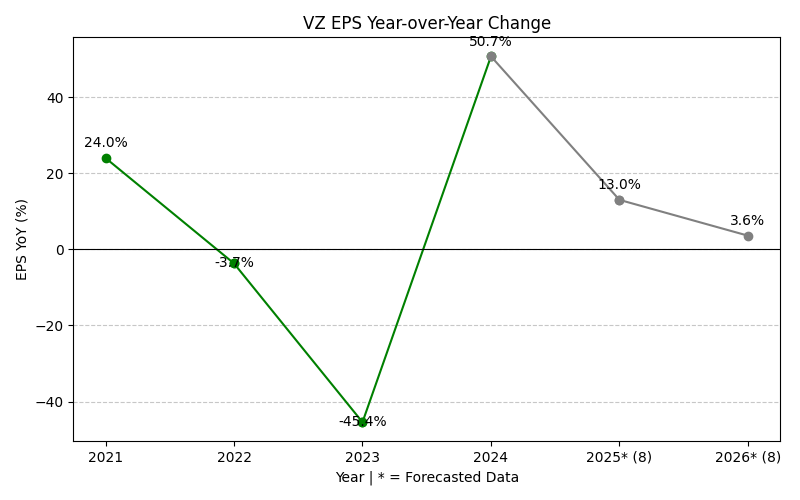 VZ EPS Year-over-Year Change
50.7%
24.0%
13.0%
3.6%
-3.7%
-45.4%
EPS YoY (%)
40
20
0
−20
−40
2021 2022 2023 2024 2025* (8) 2026* (8)
Year | * = Forecasted Data